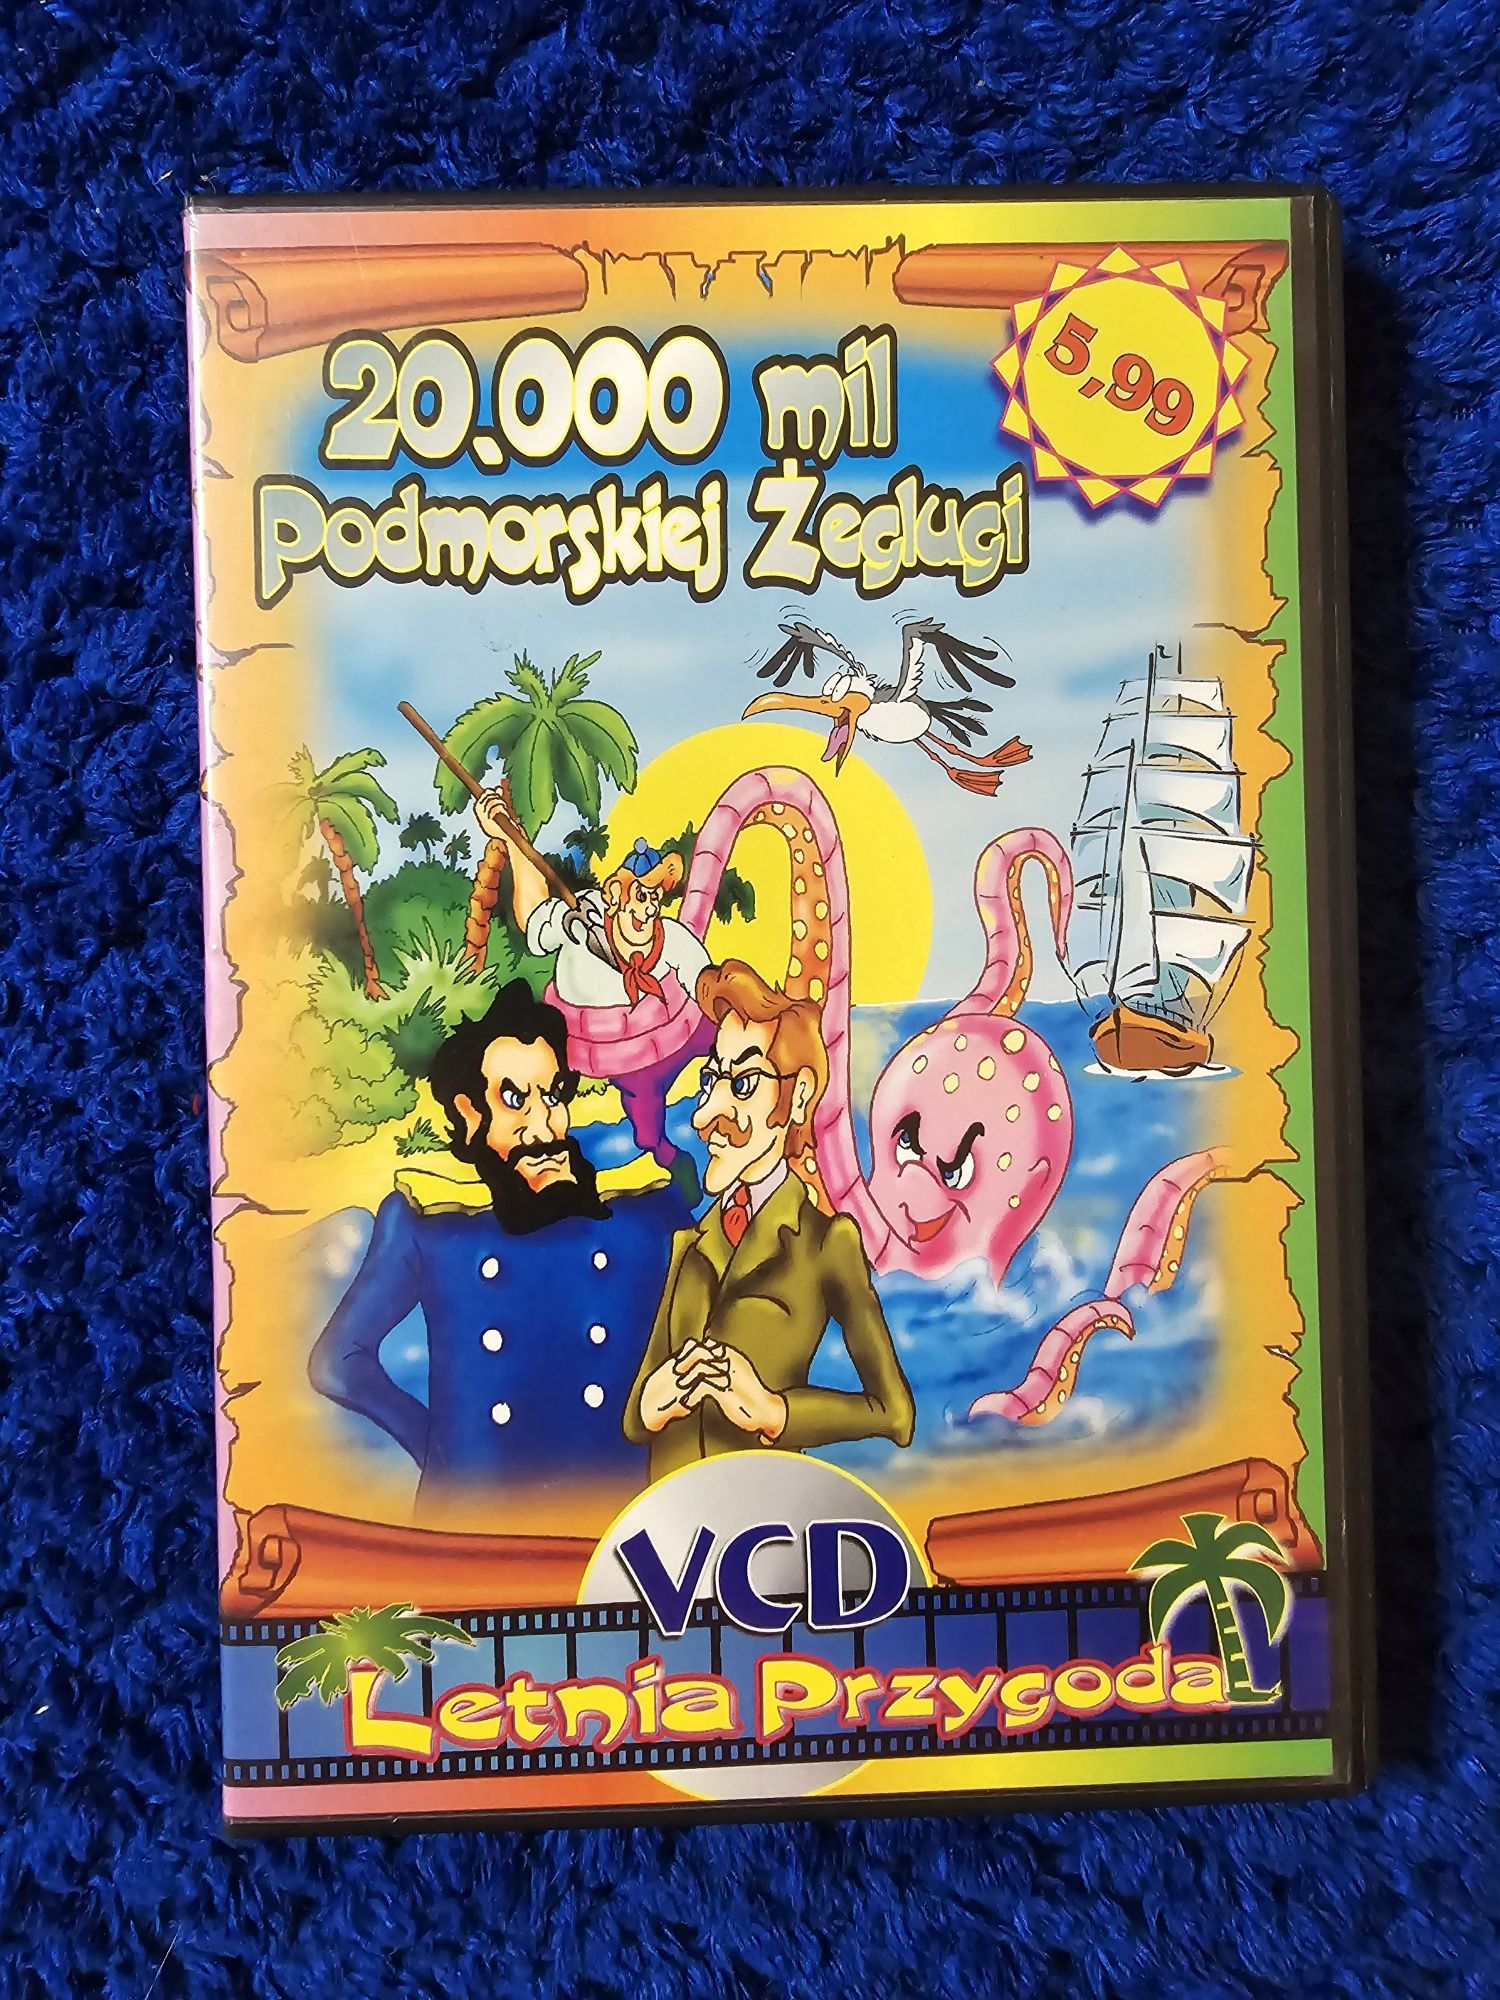 20.000 mil
Podmorskiej Żeglugi
5,99
VCD
Letnia Przygoda